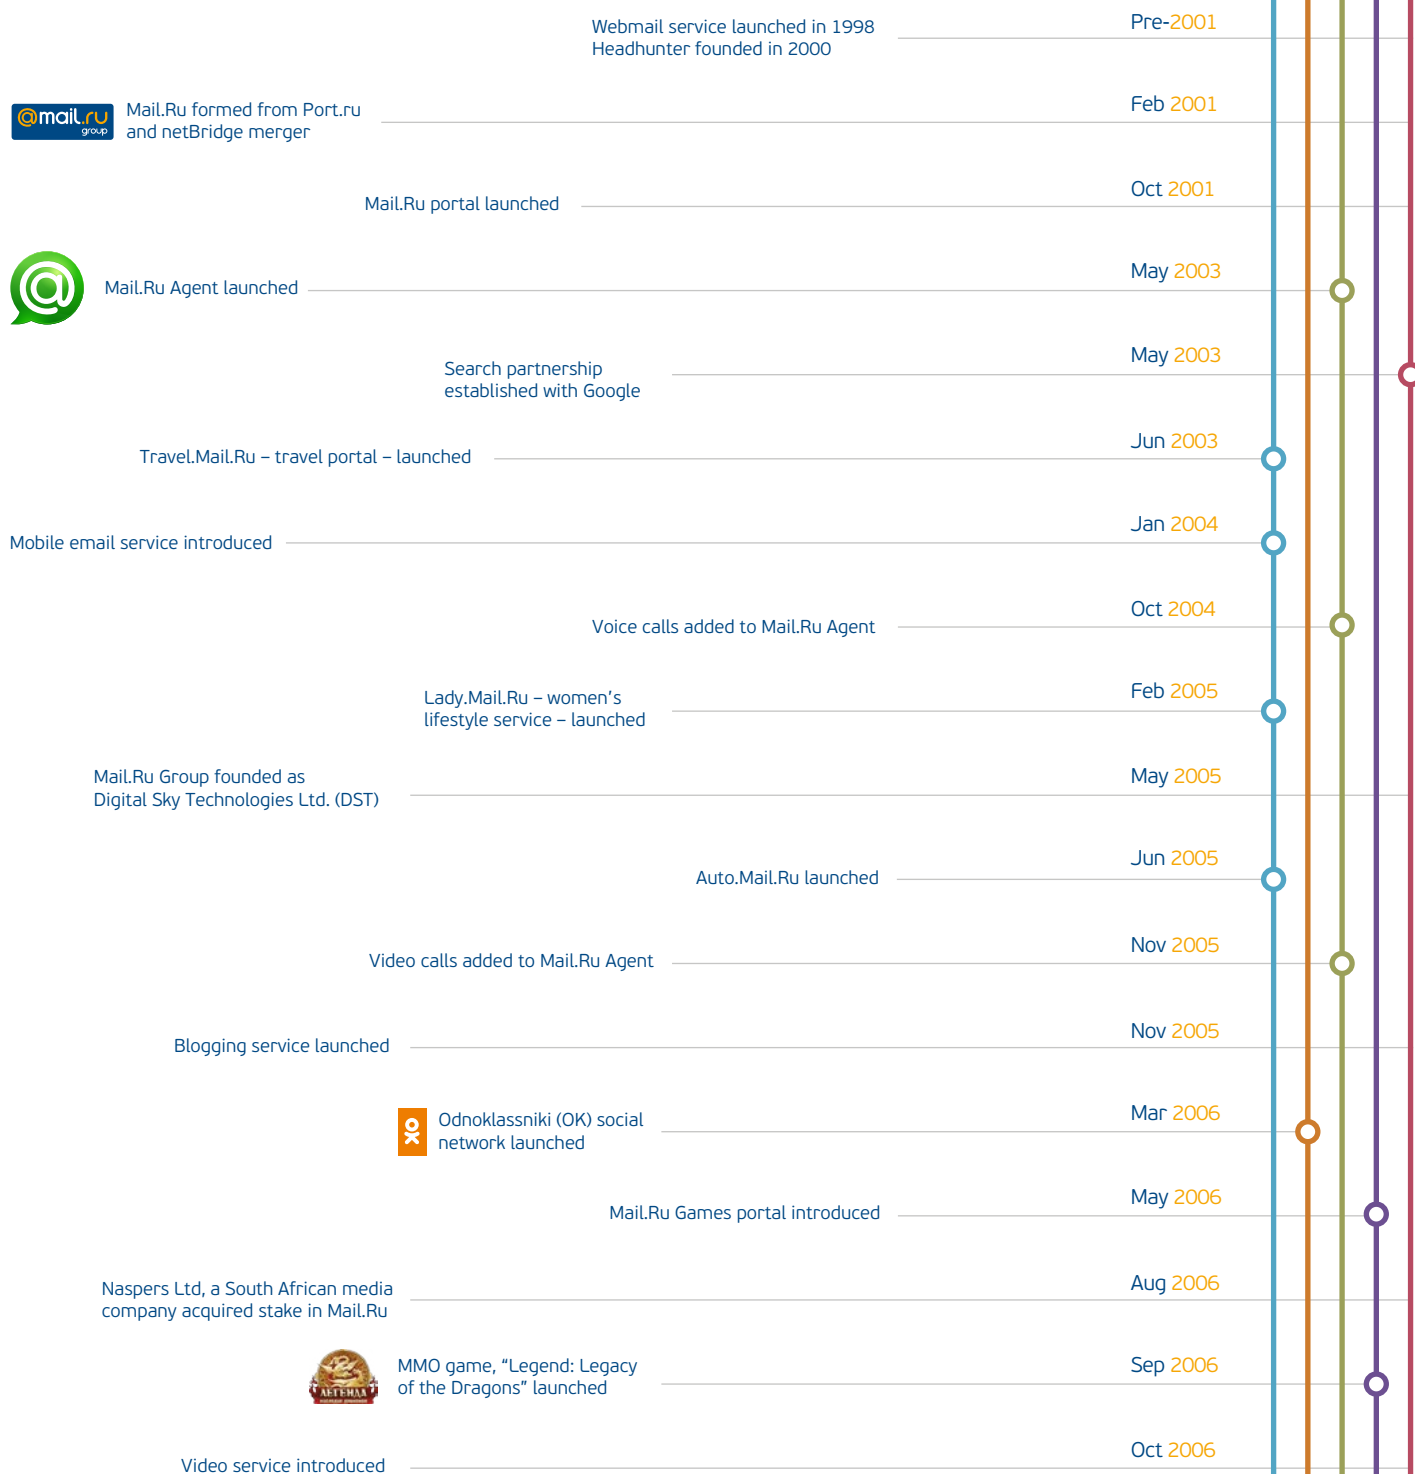 Webmail service launched in 1998
Headhunter founded in 2000
Pre-2001
@mail.ru
group
Mail.Ru formed from Port.ru
and netBridge merger
Feb 2001
Mail.Ru portal launched
Oct 2001
@
Mail.Ru Agent launched
May 2003
Search partnership
established with Google
May 2003
Travel.Mail.Ru – travel portal – launched
Jun 2003
Mobile email service introduced
Jan 2004
Voice calls added to Mail.Ru Agent
Oct 2004
Lady.Mail.Ru – women’s
lifestyle service – launched
Feb 2005
Mail.Ru Group founded as
Digital Sky Technologies Ltd. (DST)
May 2005
Auto.Mail.Ru launched
Jun 2005
Video calls added to Mail.Ru Agent
Nov 2005
Blogging service launched
Nov 2005
Odnoklassniki (OK) social
network launched
Mar 2006
Mail.Ru Games portal introduced
May 2006
Naspers Ltd, a South African media
company acquired stake in Mail.Ru
Aug 2006
ЛЕГЕНДА
MMO game, “Legend: Legacy
of the Dragons” launched
Sep 2006
Video service introduced
Oct 2006